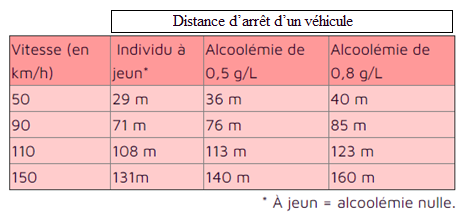 Distance d'arrêt d'un véhicule
Vitesse (en km/h) Individu à jeun* Alcoolémie de 0,5 g/L Alcoolémie de 0,8 g/L
50 29 m 36 m 40 m
90 71 m 76 m 85 m
110 108 m 113 m 123 m
150 131m 140 m 160 m
* À jeun = alcoolémie nulle.